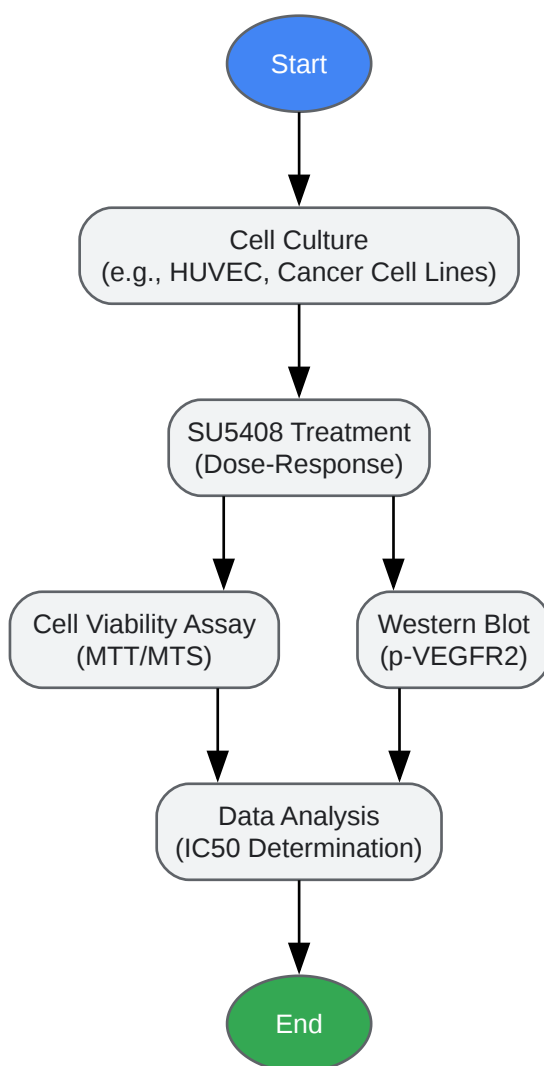 Start
Cell Culture
(e.g., HUVEC, Cancer Cell Lines)
SU5408 Treatment
(Dose-Response)
Cell Viability Assay
(MTT/MTS)
Western Blot
(p-VEGFR2)
Data Analysis
(IC50 Determination)
End